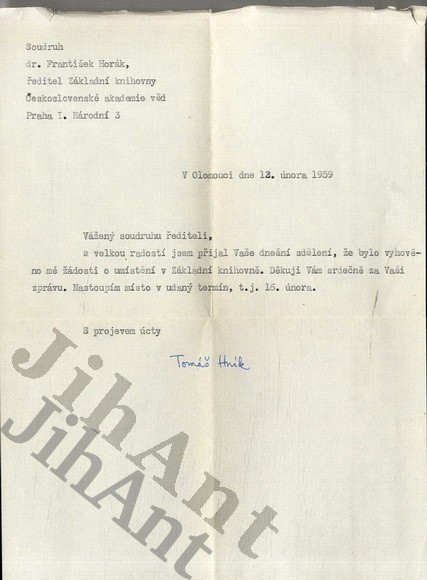 Soudruh
dr. František Horák,
ředitel Základní knihovny
Československé akademie věd
Praha I. Národní 3
V Olomouci dne 12. února 1959
Vážený soudruhu řediteli,
s velkou radostí jsem přijal Vaše dnešní sdělení, že bylo vyhově-
no mé žádosti o umístění v Základní knihovně. Děkuji Vám srdečně za Vaši
zprávu. Nastoupím místo v udaný termín, t.j. 16. února.
S projevem úcty
Tomáš Hník
JihAnt
JihAnt